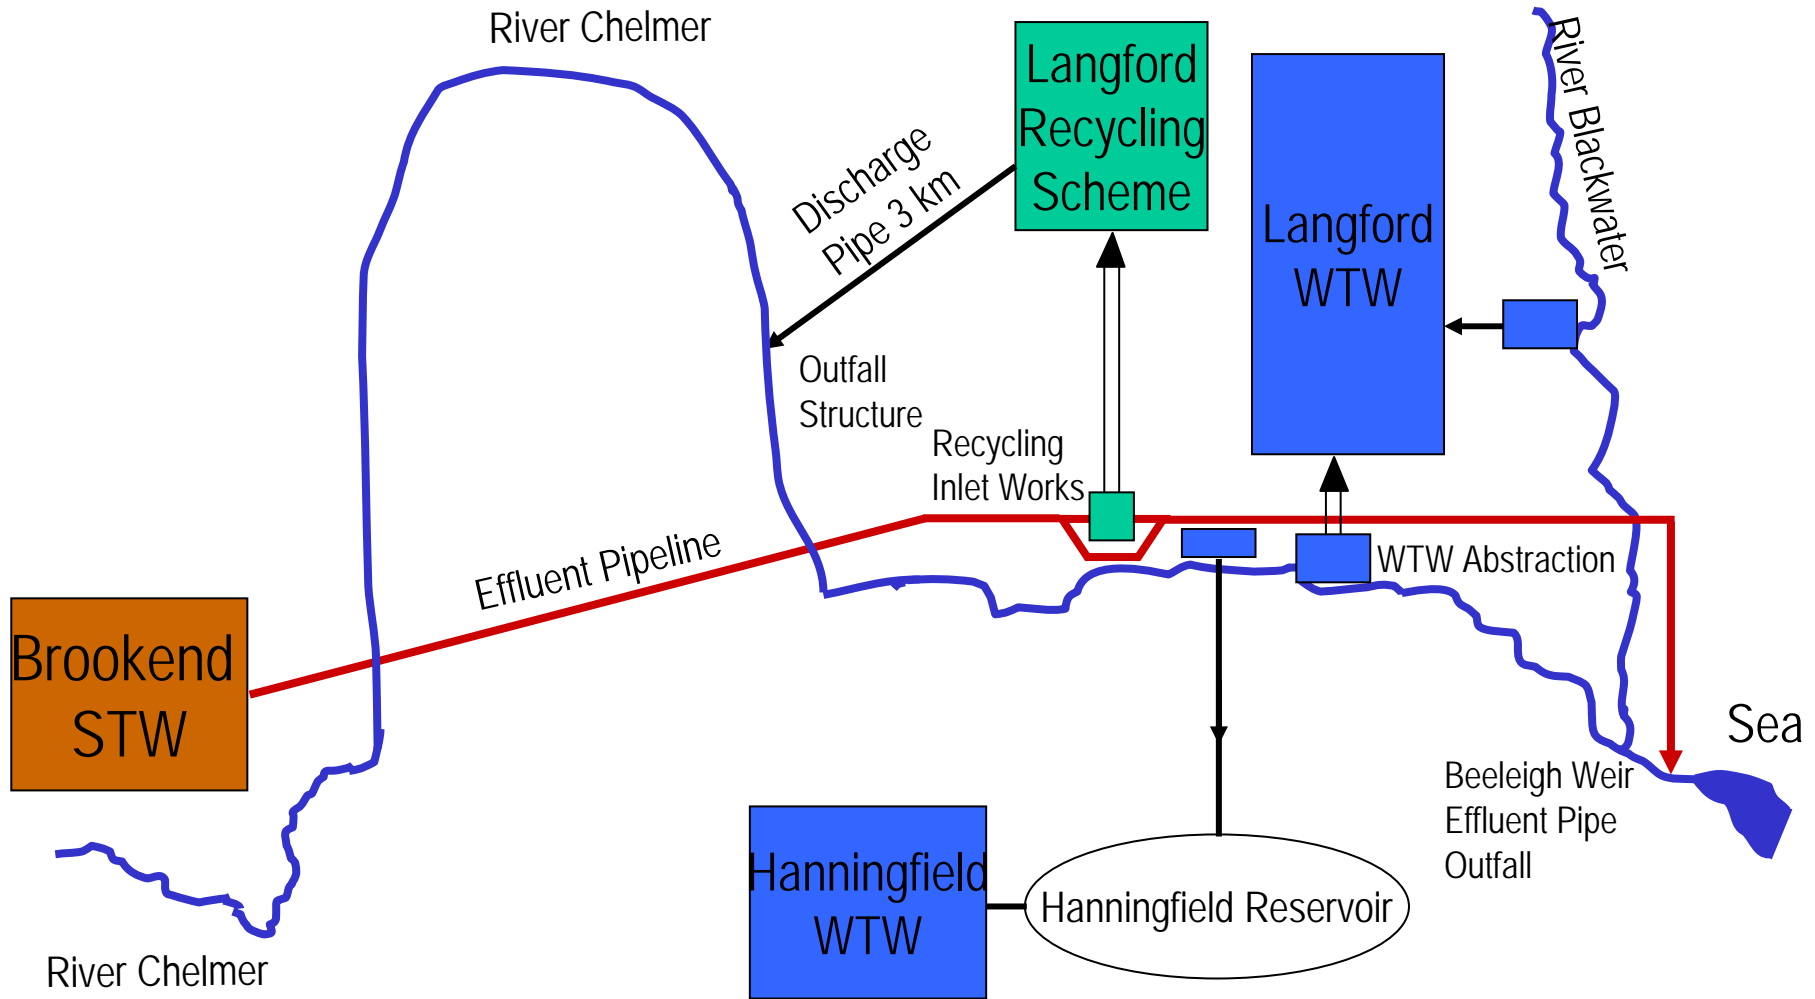 River Chelmer
Langford
Recycling
Scheme
Langford
WTW
River Blackwater
Discharge
Pipe 3 km
Outfall
Structure
Recycling
Inlet Works
Effluent Pipeline
WTW Abstraction
Brookend
STW
Sea
Beeleigh Weir
Effluent Pipe
Outfall
Hanningfield
WTW
Hanningfield Reservoir
River Chelmer